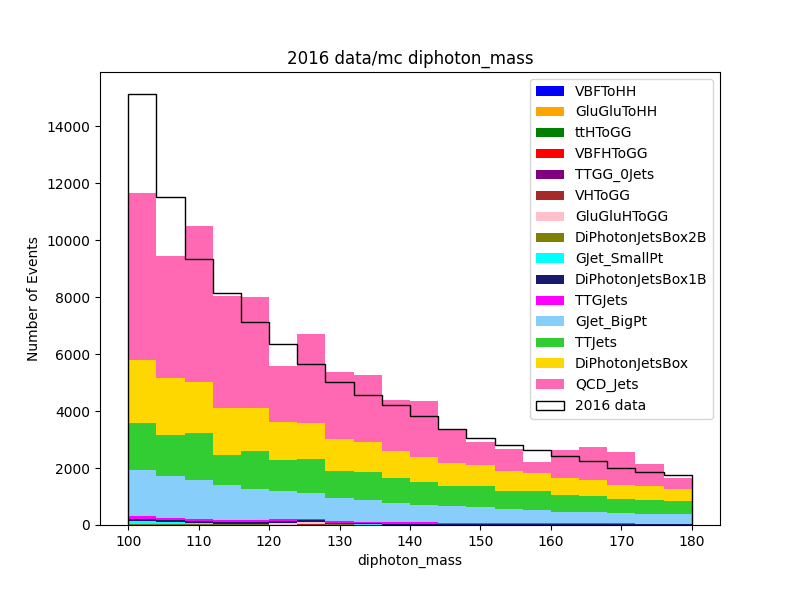 2016 data/mc diphoton_mass
Number of Events
14000
12000
10000
8000
6000
4000
2000
0
100
110
120
130
140
150
160
170
180
diphoton_mass
VBFToHH
GluGluToHH
ttHToGG
VBFHToGG
TTGG_0Jets
VHToGG
GluGluHToGG
DiPhotonJetsBox2B
GJet_SmallPt
DiPhotonJetsBox1B
TTGJets
GJet_BigPt
TTJets
DiPhotonJetsBox
QCD_Jets
2016 data